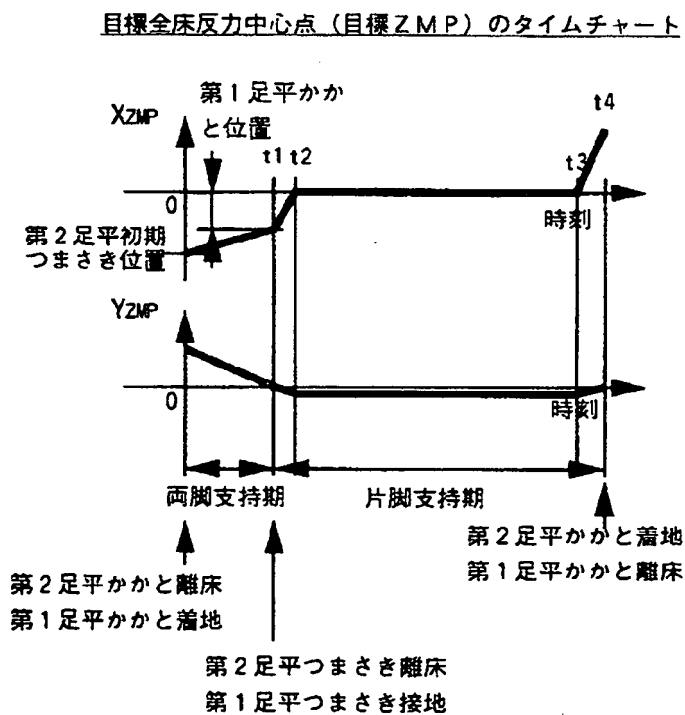 目標全床反力中心点(目標ZMP)のタイムチャート
第1足平かか
と位置
XZMP
t1 t2
t3
t4
0
時刻
第2足平初期
つまさき位置
YZMP
0
時刻
両脚支持期
片脚支持期
第2足平かかと着地
第1足平かかと離床
第2足平かかと離床
第1足平かかと着地
第2足平つまさき離床
第1足平つまさき接地